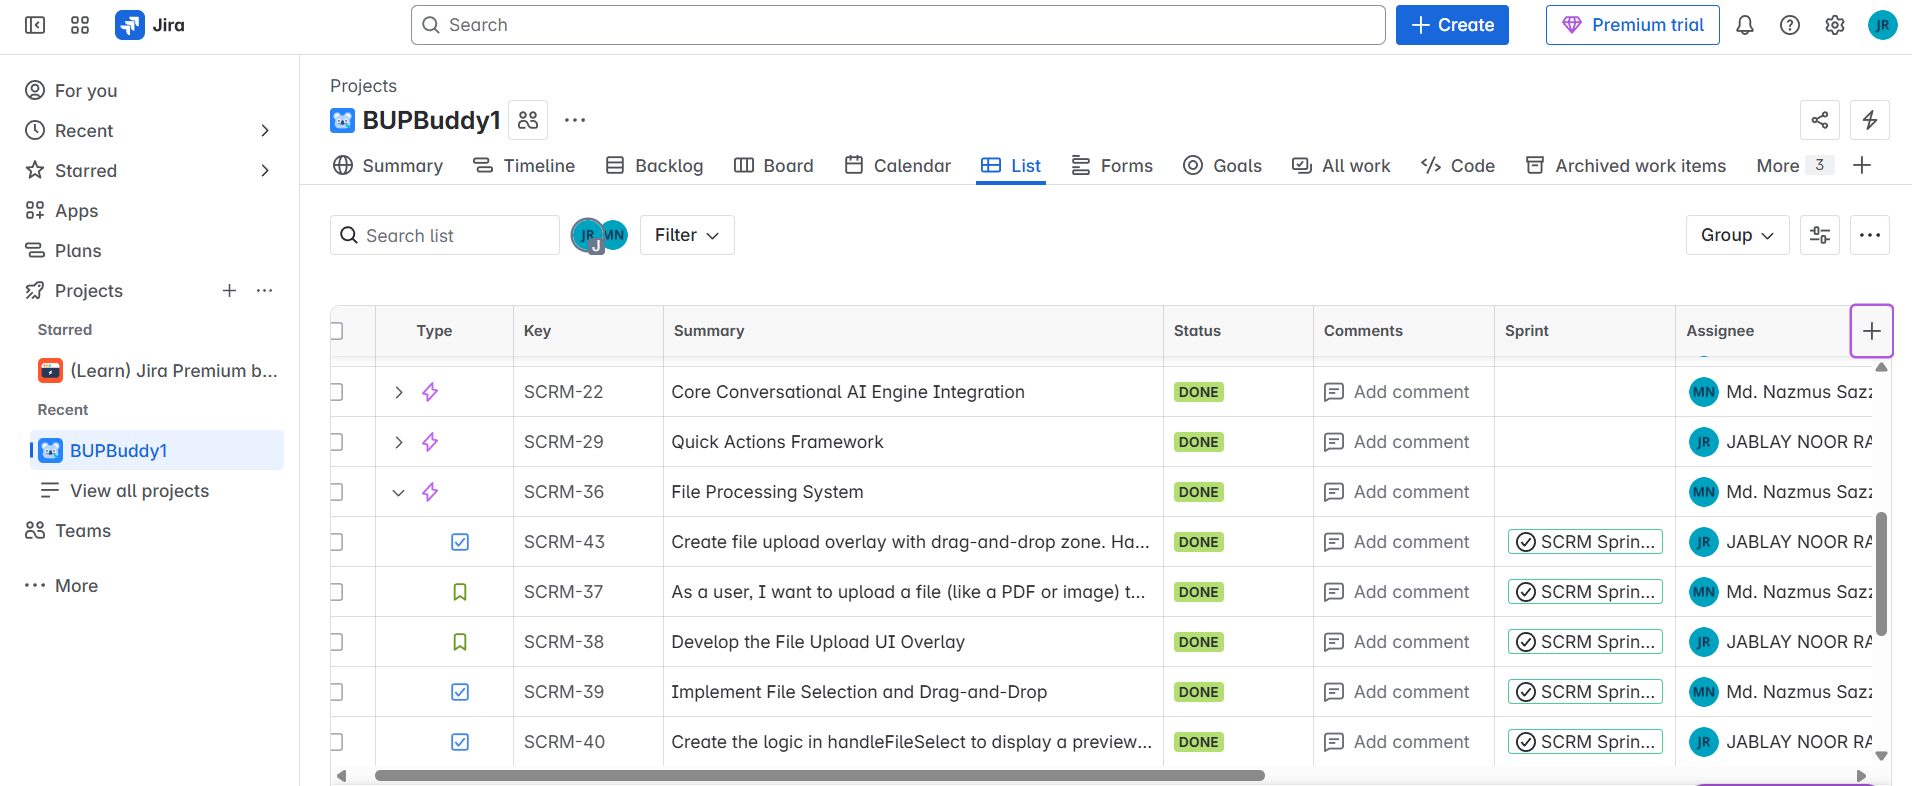 Jira
Search
Create
Premium trial
JR
For you
Recent
Starred
Apps
Plans
Projects
Starred
(Learn) Jira Premium b...
Recent
BUPBuddy1
View all projects
Teams
More
Projects
BUPBuddy1
Summary Timeline Backlog Board Calendar List Forms Goals All work Code Archived work items More 3
Search list
JR J MN
Filter
Group
Type Key Summary Status Comments Sprint Assignee
SCRM-22 Core Conversational AI Engine Integration DONE Add comment MN Md. Nazmus Saz
SCRM-29 Quick Actions Framework DONE Add comment JR JABLAY NOOR RA
SCRM-36 File Processing System DONE Add comment MN Md. Nazmus Saz
SCRM-43 Create file upload overlay with drag-and-drop zone. Ha... DONE Add comment SCRM Sprin... JR JABLAY NOOR RA
SCRM-37 As a user, I want to upload a file (like a PDF or image) t... DONE Add comment SCRM Sprin... MN Md. Nazmus Saz
SCRM-38 Develop the File Upload UI Overlay DONE Add comment SCRM Sprin... JR JABLAY NOOR RA
SCRM-39 Implement File Selection and Drag-and-Drop DONE Add comment SCRM Sprin... MN Md. Nazmus Saz
SCRM-40 Create the logic in handleFileSelect to display a preview... DONE Add comment SCRM Sprin... JR JABLAY NOOR RA